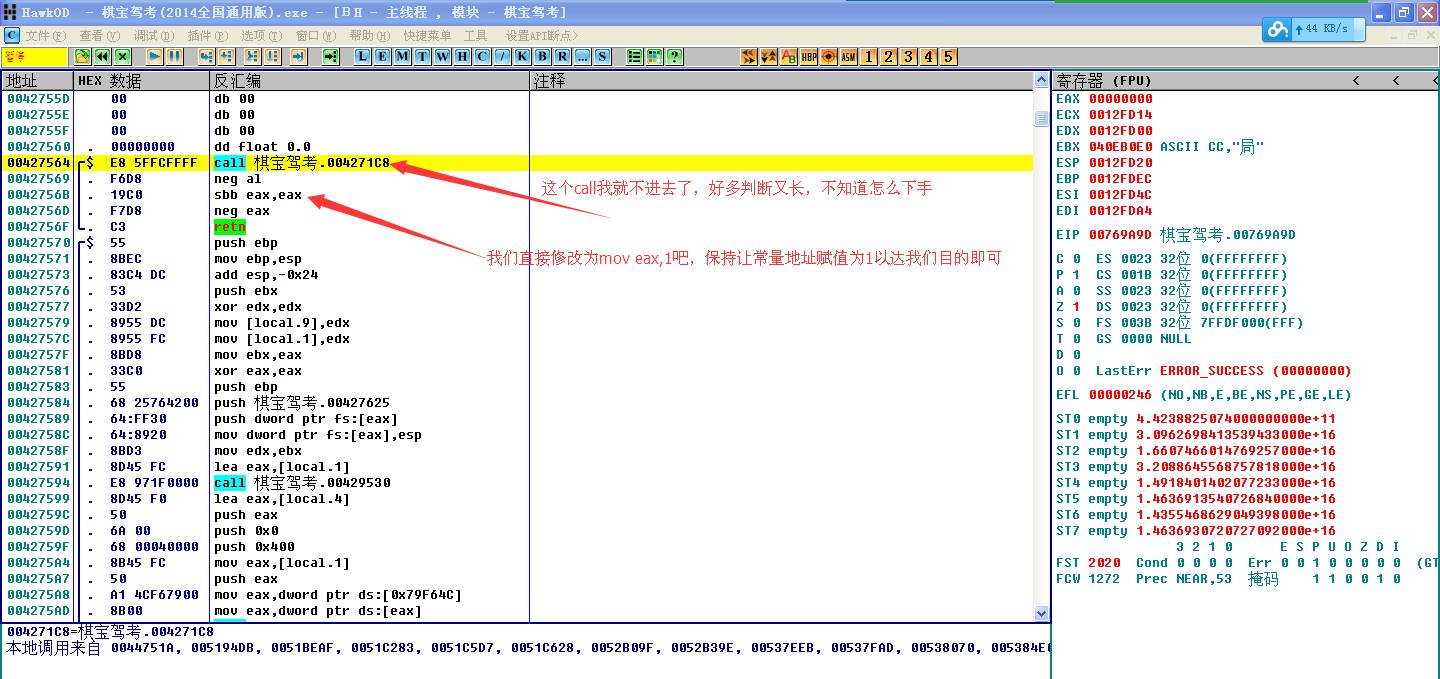 HawkOD - 棋宝驾考(2014全国通用版).exe - [BH - 主线程 , 模块 - 棋宝驾考]
C 文件(F) 查看(V) 调试(D) 插件(P) 选项(T) 窗口(W) 帮助(H) 快捷菜单 工具 设置API断点>
44 KB/s
暂停 L E M T W H C / K B R ... S ? HBP ASM 1 2 3 4 5
地址 HEX 数据 反汇编 注释
0042755D 00 db 00
0042755E 00 db 00
0042755F 00 db 00
00427560 . 00000000 dd float 0.0
00427564 $ E8 5FFCFFFF call 棋宝驾考.004271C8
00427569 . F6D8 neg al
0042756B . 19C0 sbb eax,eax
0042756D . F7D8 neg eax
0042756F . C3 retn
00427570 $ 55 push ebp
00427571 . 8BEC mov ebp,esp
00427573 . 83C4 DC add esp,-0x24
00427576 . 53 push ebx
00427577 . 33D2 xor edx,edx
00427579 . 8955 DC mov [local.9],edx
0042757C . 8955 FC mov [local.1],edx
0042757F . 8BD8 mov ebx,eax
00427581 . 33C0 xor eax,eax
00427583 . 55 push ebp
00427584 . 68 25764200 push 棋宝驾考.00427625
00427589 . 64:FF30 push dword ptr fs:[eax]
0042758C . 64:8920 mov dword ptr fs:[eax],esp
0042758F . 8BD3 mov edx,ebx
00427591 . 8D45 FC lea eax,[local.1]
00427594 . E8 971F0000 call 棋宝驾考.00429530
00427599 . 8D45 F0 lea eax,[local.4]
0042759C . 50 push eax
0042759D . 6A 00 push 0x0
0042759F . 68 00040000 push 0x400
004275A4 . 8B45 FC mov eax,[local.1]
004275A7 . 50 push eax
004275A8 . A1 4CF67900 mov eax,dword ptr ds:[0x79F64C]
004275AD . 8B00 mov eax,dword ptr ds:[eax]
这个call我就不进去了，好多判断又长，不知道怎么下手
我们直接修改为mov eax,1吧，保持让常量地址赋值为1以达我们目的即可
004271C8=棋宝驾考.004271C8
本地调用来自 0044751A, 005194DB, 0051BEAF, 0051C283, 0051C5D7, 0051C628, 0052B09F, 0052B39E, 00537EEB, 00537FAD, 00538070, 005384E
寄存器 (FPU) < < <
EAX 00000000
ECX 0012FD14
EDX 0012FD00
EBX 040EB0E0 ASCII CC,"局"
ESP 0012FD20
EBP 0012FDEC
ESI 0012FD4C
EDI 0012FDA4
EIP 00769A9D 棋宝驾考.00769A9D
C 0 ES 0023 32位 0(FFFFFFFF)
P 1 CS 001B 32位 0(FFFFFFFF)
A 0 SS 0023 32位 0(FFFFFFFF)
Z 1 DS 0023 32位 0(FFFFFFFF)
S 0 FS 003B 32位 7FFDF000(FFF)
T 0 GS 0000 NULL
D 0
O 0 LastErr ERROR_SUCCESS (00000000)
EFL 00000246 (NO,NB,E,BE,NS,PE,GE,LE)
ST0 empty 4.4238825074000000000e+11
ST1 empty 3.0962698413539433000e+16
ST2 empty 1.6607466014769257000e+16
ST3 empty 3.2088645568757818000e+16
ST4 empty 1.4918401402077233000e+16
ST5 empty 1.4636913540726840000e+16
ST6 empty 1.4355468629049398000e+16
ST7 empty 1.4636930720727092000e+16
3 2 1 0 E S P U O Z D I
FST 2020 Cond 0 0 0 0 Err 0 0 1 0 0 0 0 0 (GT
FCW 1272 Prec NEAR,53 掩码 1 1 0 0 1 0